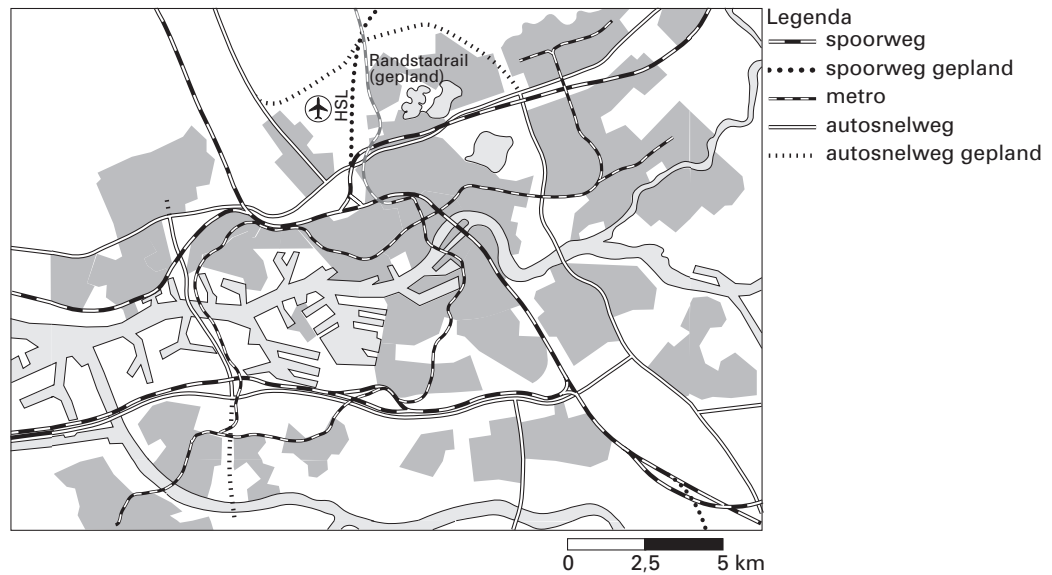 Randstadrail
(gepland)
HSL
Legenda
spoorweg
spoorweg gepland
metro
autosnelweg
autosnelweg gepland
0 2,5 5 km